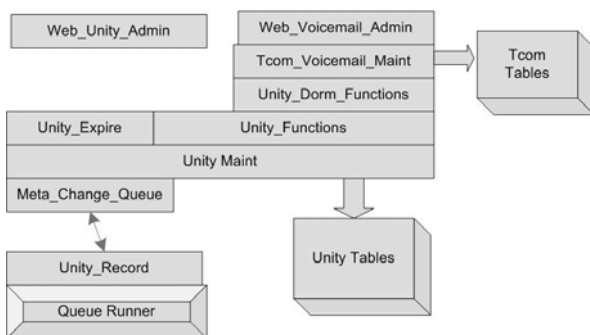 Web_Unity_Admin
Web_Voicemail_Admin
Tcom_Voicemail_Maint
Tcom
Tables
Unity_Dorm_Functions
Unity_Expire
Unity_Functions
Unity Maint
Meta_Change_Queue
Unity Tables
Unity_Record
Queue Runner